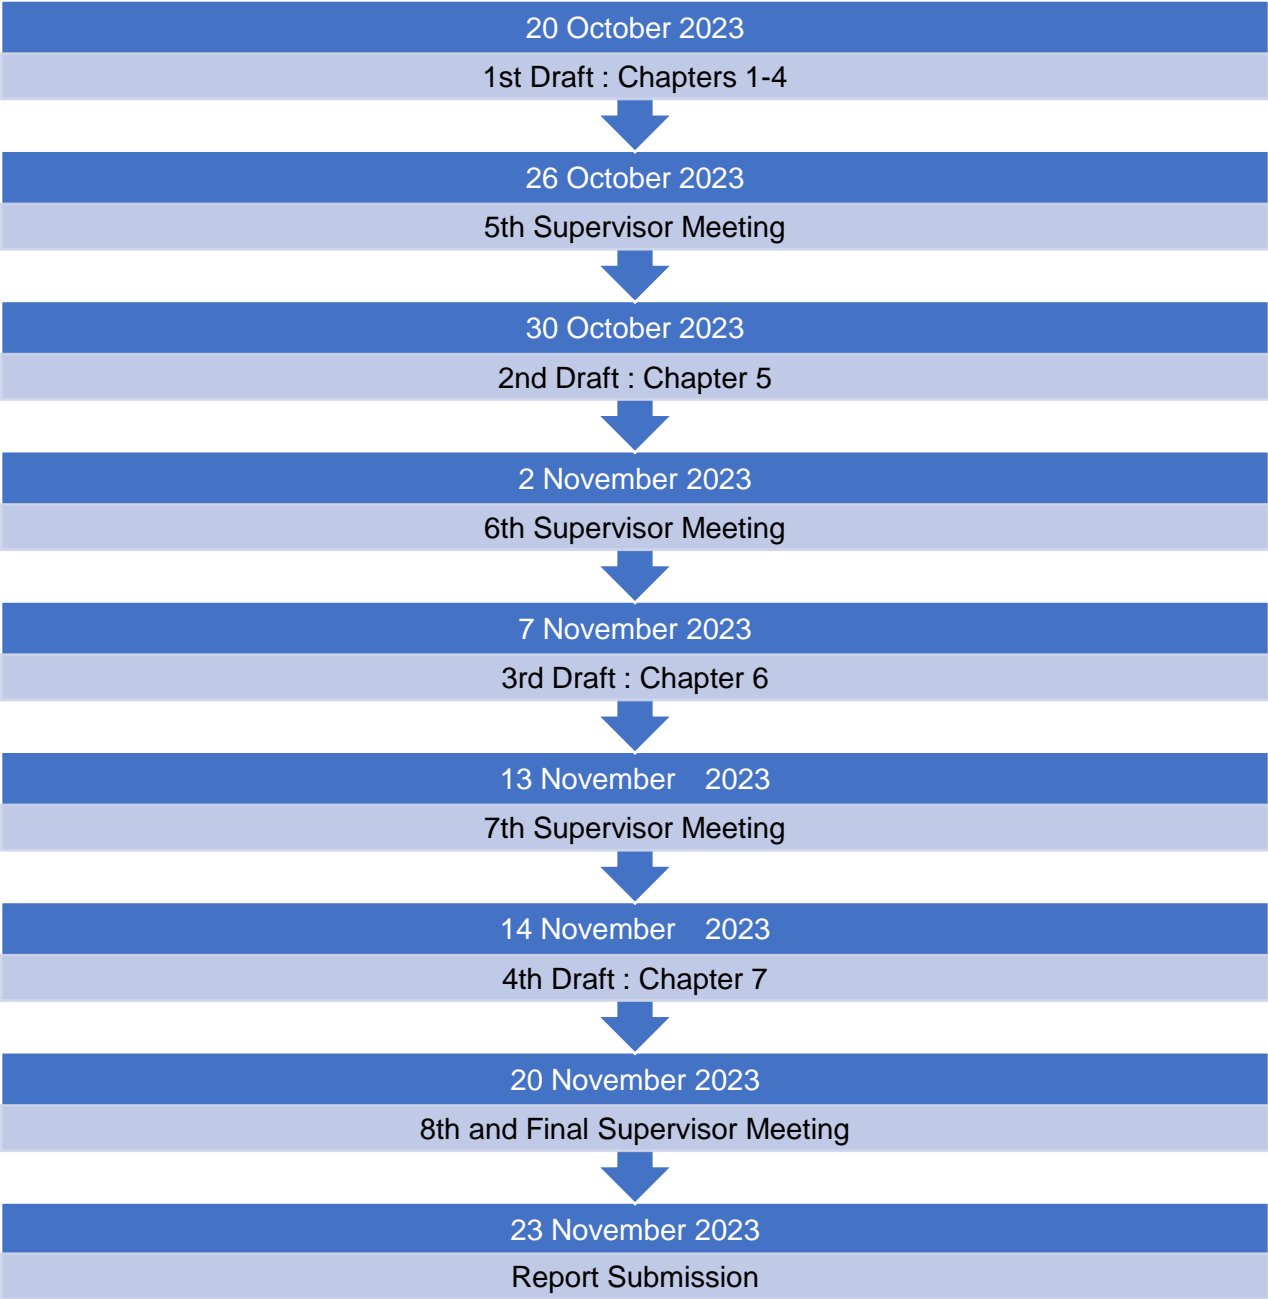 20 October 2023
1st Draft : Chapters 1-4
26 October 2023
5th Supervisor Meeting
30 October 2023
2nd Draft : Chapter 5
2 November 2023
6th Supervisor Meeting
7 November 2023
3rd Draft : Chapter 6
13 November   2023
7th Supervisor Meeting
14 November   2023
4th Draft : Chapter 7
20 November 2023
8th and Final Supervisor Meeting
23 November 2023
Report Submission